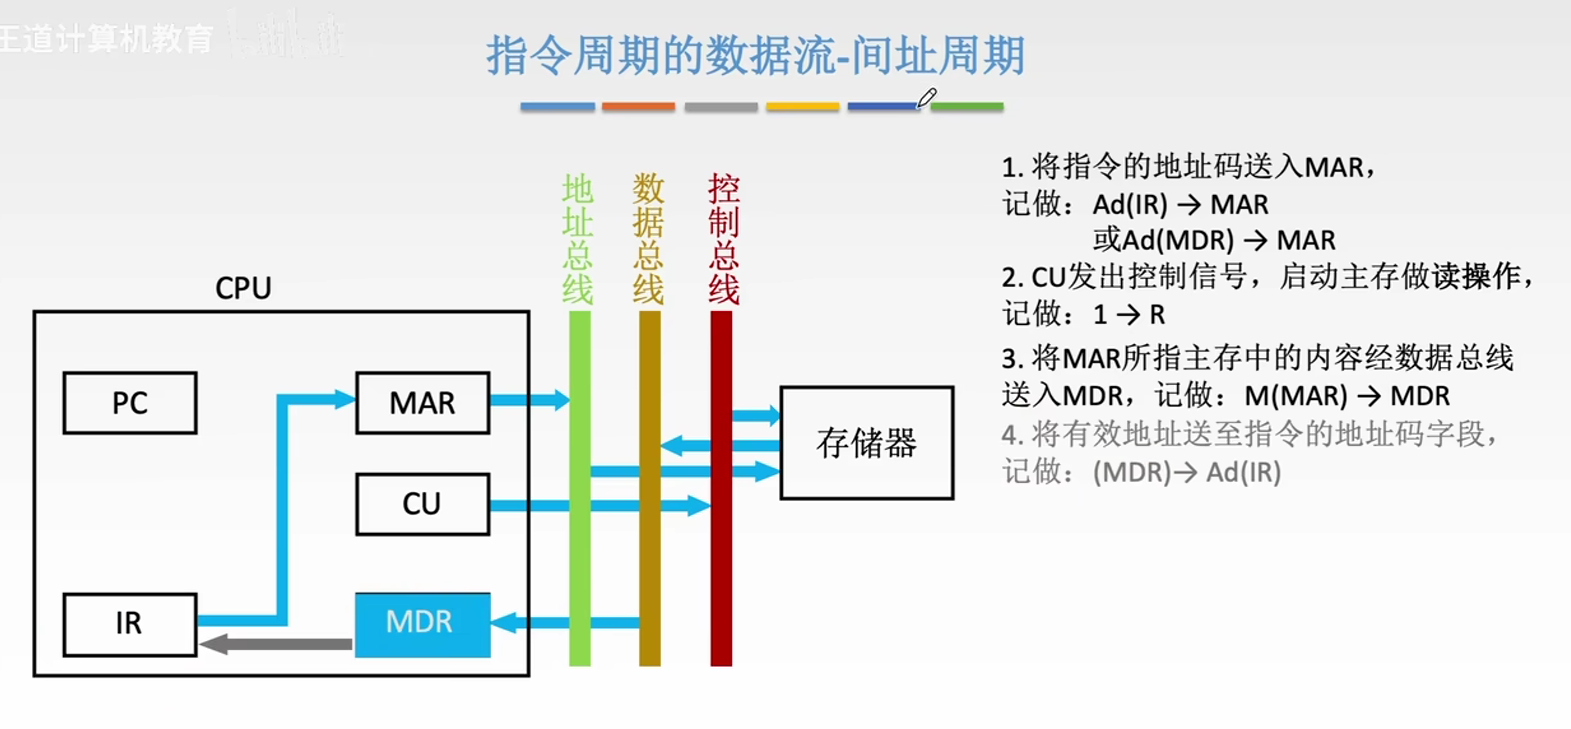 王道计算机教育
指令周期的数据流-间址周期
地址总线
数据总线
控制总线
CPU
PC
MAR
CU
IR
MDR
存储器
1. 将指令的地址码送入MAR，
记做：Ad(IR) → MAR
或Ad(MDR) → MAR
2. CU发出控制信号，启动主存做读操作，
记做：1 → R
3. 将MAR所指主存中的内容经数据总线
送入MDR，记做：M(MAR) → MDR
4. 将有效地址送至指令的地址码字段，
记做：(MDR)→ Ad(IR)